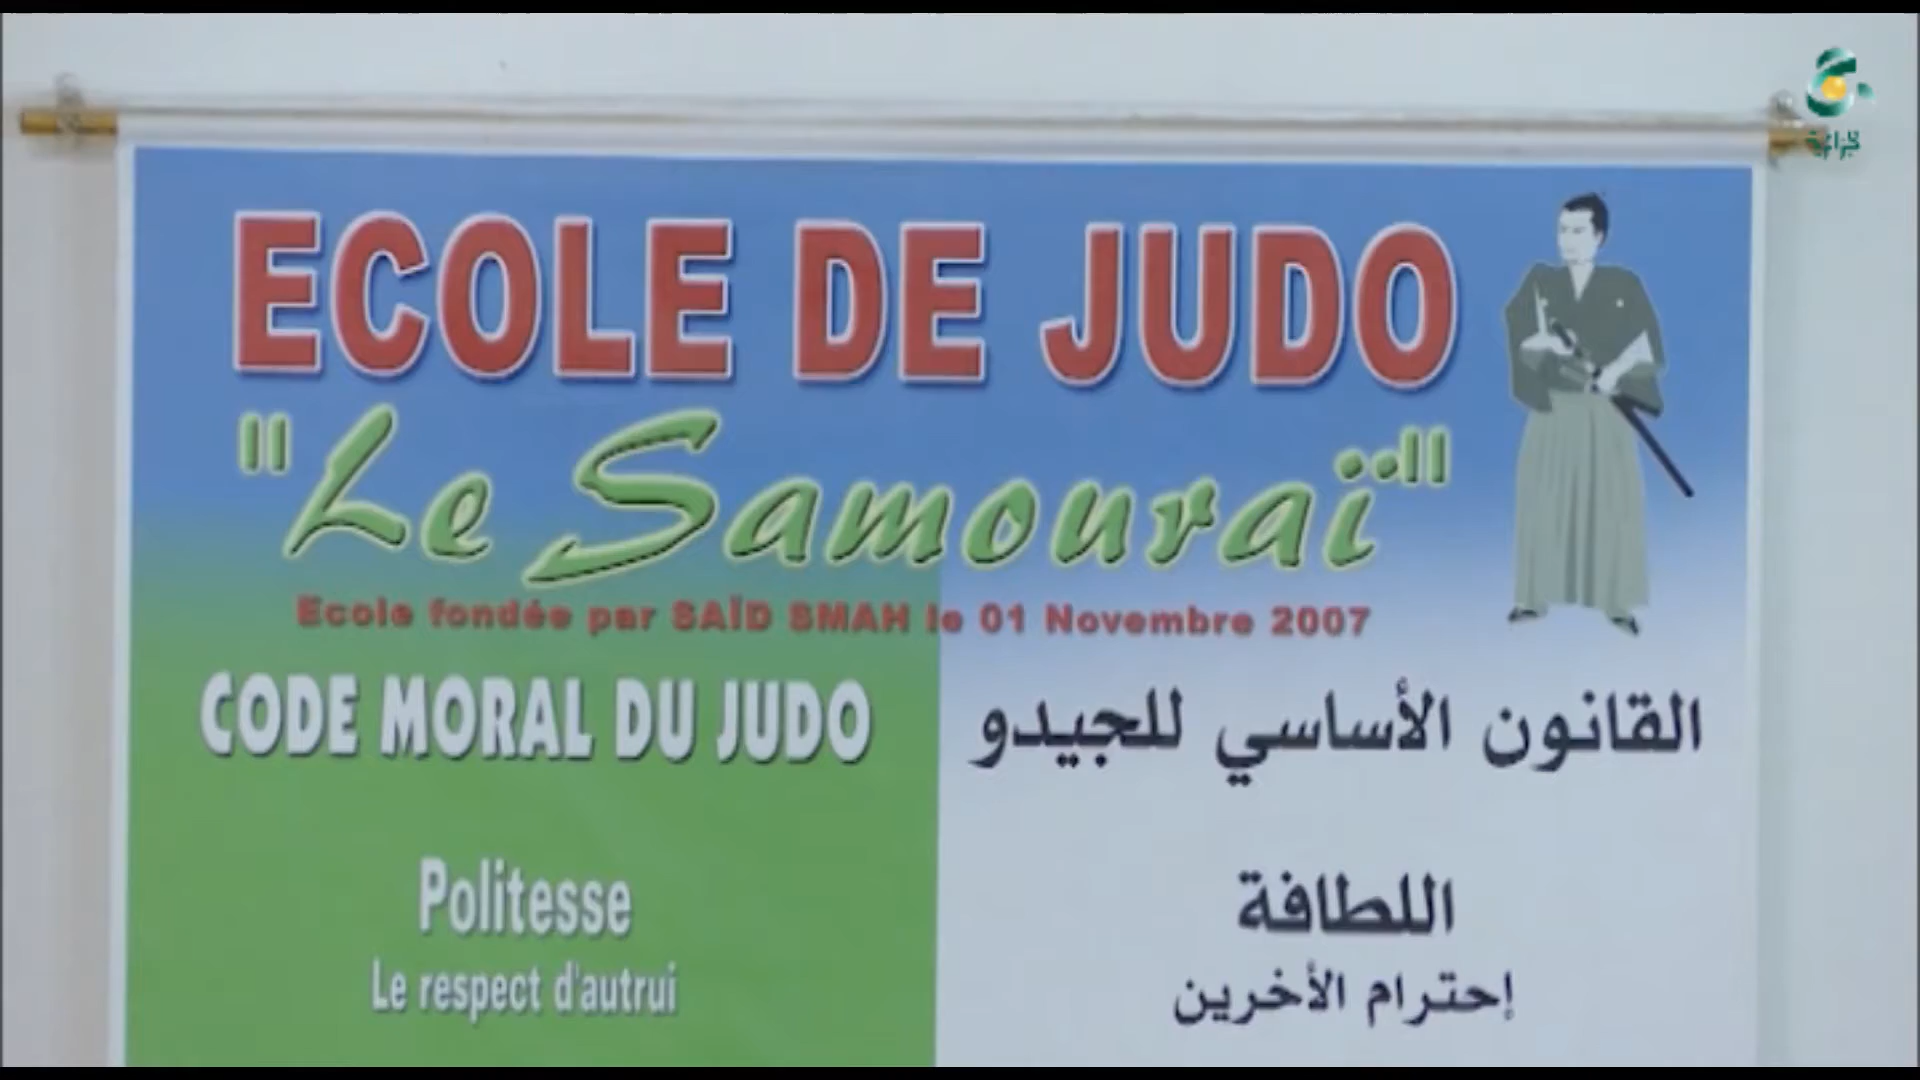 ECOLE DE JUDO
"Le Samouraï"
Ecole fondée par SAÏD SMAH le 01 Novembre 2007
CODE MORAL DU JUDO
القانون الأساسي للجيدو
Politesse
اللطافة
Le respect d'autrui
إحترام الأخرين